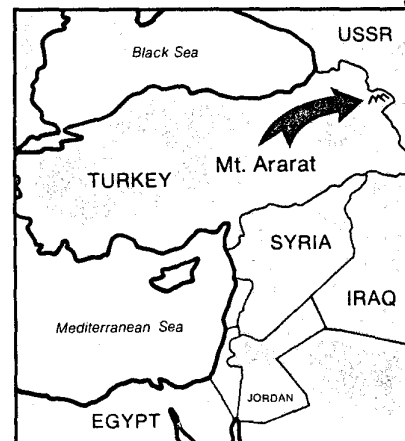 USSR
Black Sea
Mt. Ararat
TURKEY
SYRIA
IRAQ
Mediterranean Sea
JORDAN
EGYPT